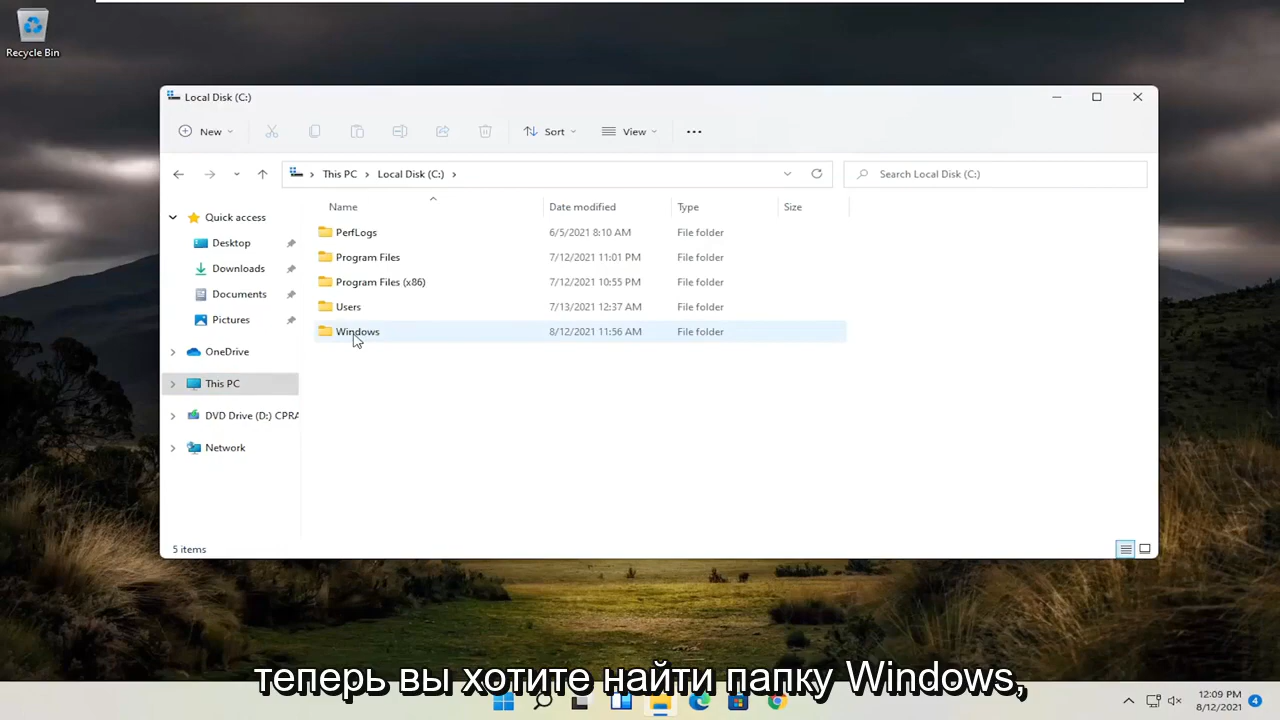 Recycle Bin
Local Disk (C:)
New
Sort
View
This PC
Local Disk (C:)
Search Local Disk (C:)
Name
Date modified
Type
Size
Quick access
Desktop
Downloads
Documents
Pictures
OneDrive
This PC
DVD Drive (D:) CPRA
Network
PerfLogs 6/5/2021 8:10 AM File folder
Program Files 7/12/2021 11:01 PM File folder
Program Files (x86) 7/12/2021 10:55 PM File folder
Users 7/13/2021 12:37 AM File folder
Windows 8/12/2021 11:56 AM File folder
5 items
теперь вы хотите найти папку Windows,
12:09 PM
8/12/2021
4